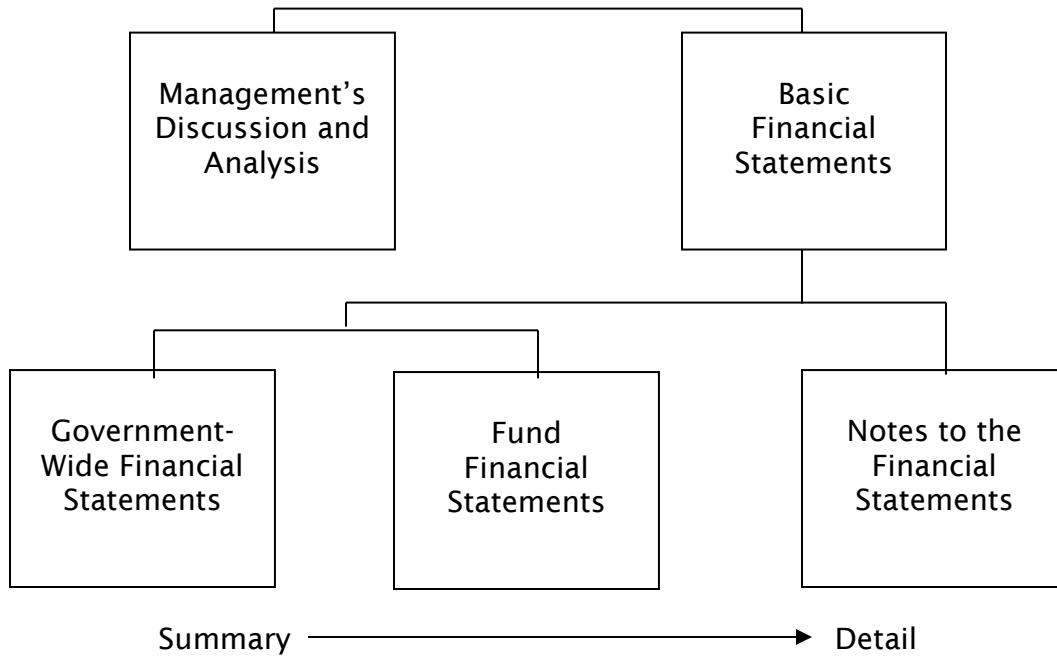 Management’s
Discussion and
Analysis
Basic
Financial
Statements
Government-
Wide Financial
Statements
Fund
Financial
Statements
Notes to the
Financial
Statements
Summary
Detail